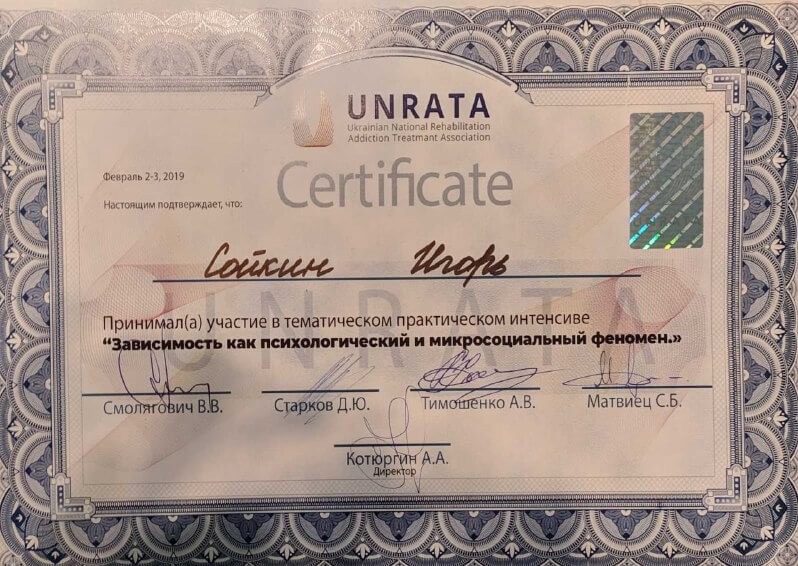 UNRATA
Ukrainian National Rehabilitation
Addiction Treatmant Association
Certificate
Февраль 2-3, 2019
Настоящим подтверждает, что:
Сойкин Игорь
UNRATA
Принимал(а) участие в тематическом практическом интенсиве
“Зависимость как психологический и микросоциальный феномен.»
Смолягович В.В. Старков Д.Ю. Тимошенко А.В. Матвиец С.Б.
Котюргин А.А.
Директор